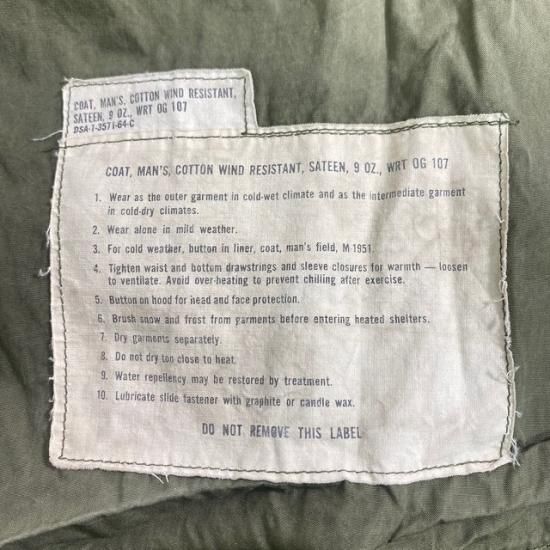 COAT, MAN'S, COTTON WIND RESISTANT,
SATEEN, 9 OZ., WRT OG 107
DSA-1-3571-64-C
COAT, MAN'S, COTTON WIND RESISTANT, SATEEN, 9 OZ., WRT OG 107
1. Wear as the outer garment in cold-wet climate and as the intermediate garment
in cold-dry climates.
2. Wear alone in mild weather.
3. For cold weather, button in liner, coat, man's field, M-1951.
4. Tighten waist and bottom drawstrings and sleeve closures for warmth — loosen
to ventilate. Avoid over-heating to prevent chilling after exercise.
5. Button on hood for head and face protection.
6. Brush snow and frost from garments before entering heated shelters.
7. Dry garments separately.
8. Do not dry too close to heat.
9. Water repellency may be restored by treatment.
10. Lubricate slide fastener with graphite or candle wax.
DO NOT REMOVE THIS LABEL